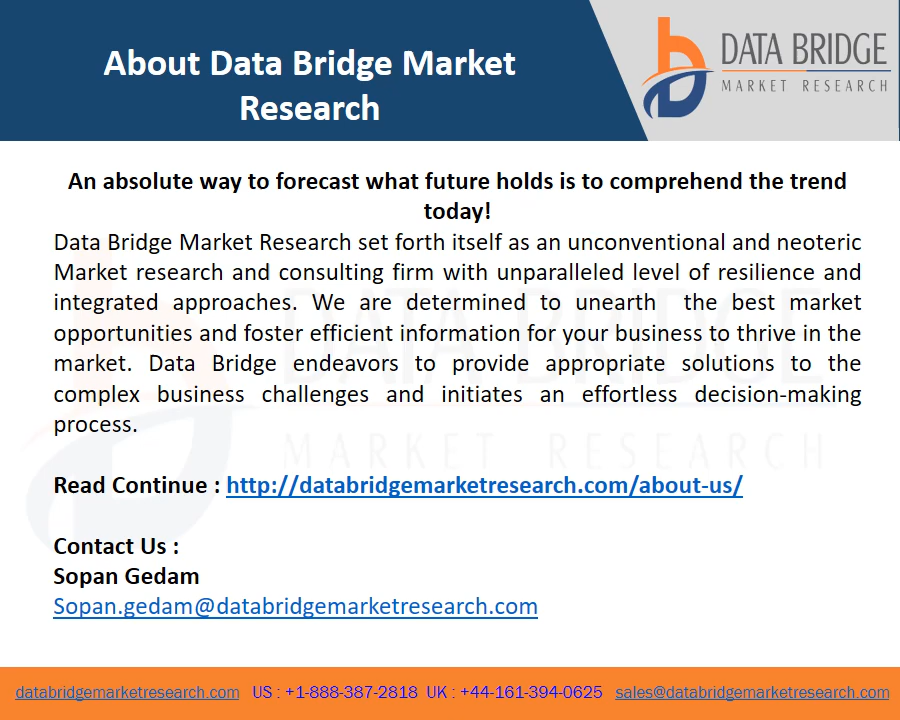 About Data Bridge Market
Research
DATA BRIDGE
MARKET RESEARCH
An absolute way to forecast what future holds is to comprehend the trend
today!
Data Bridge Market Research set forth itself as an unconventional and neoteric
Market research and consulting firm with unparalleled level of resilience and
integrated approaches. We are determined to unearth the best market
opportunities and foster efficient information for your business to thrive in the
market. Data Bridge endeavors to provide appropriate solutions to the
complex business challenges and initiates an effortless decision-making
process.
DATA BRIDGE
MARKET RESEARCH
Read Continue : http://databridgemarketresearch.com/about-us/
Contact Us :
Sopan Gedam
Sopan.gedam@databridgemarketresearch.com
databridgemarketresearch.com US : +1-888-387-2818 UK : +44-161-394-0625 sales@databridgemarketresearch.com